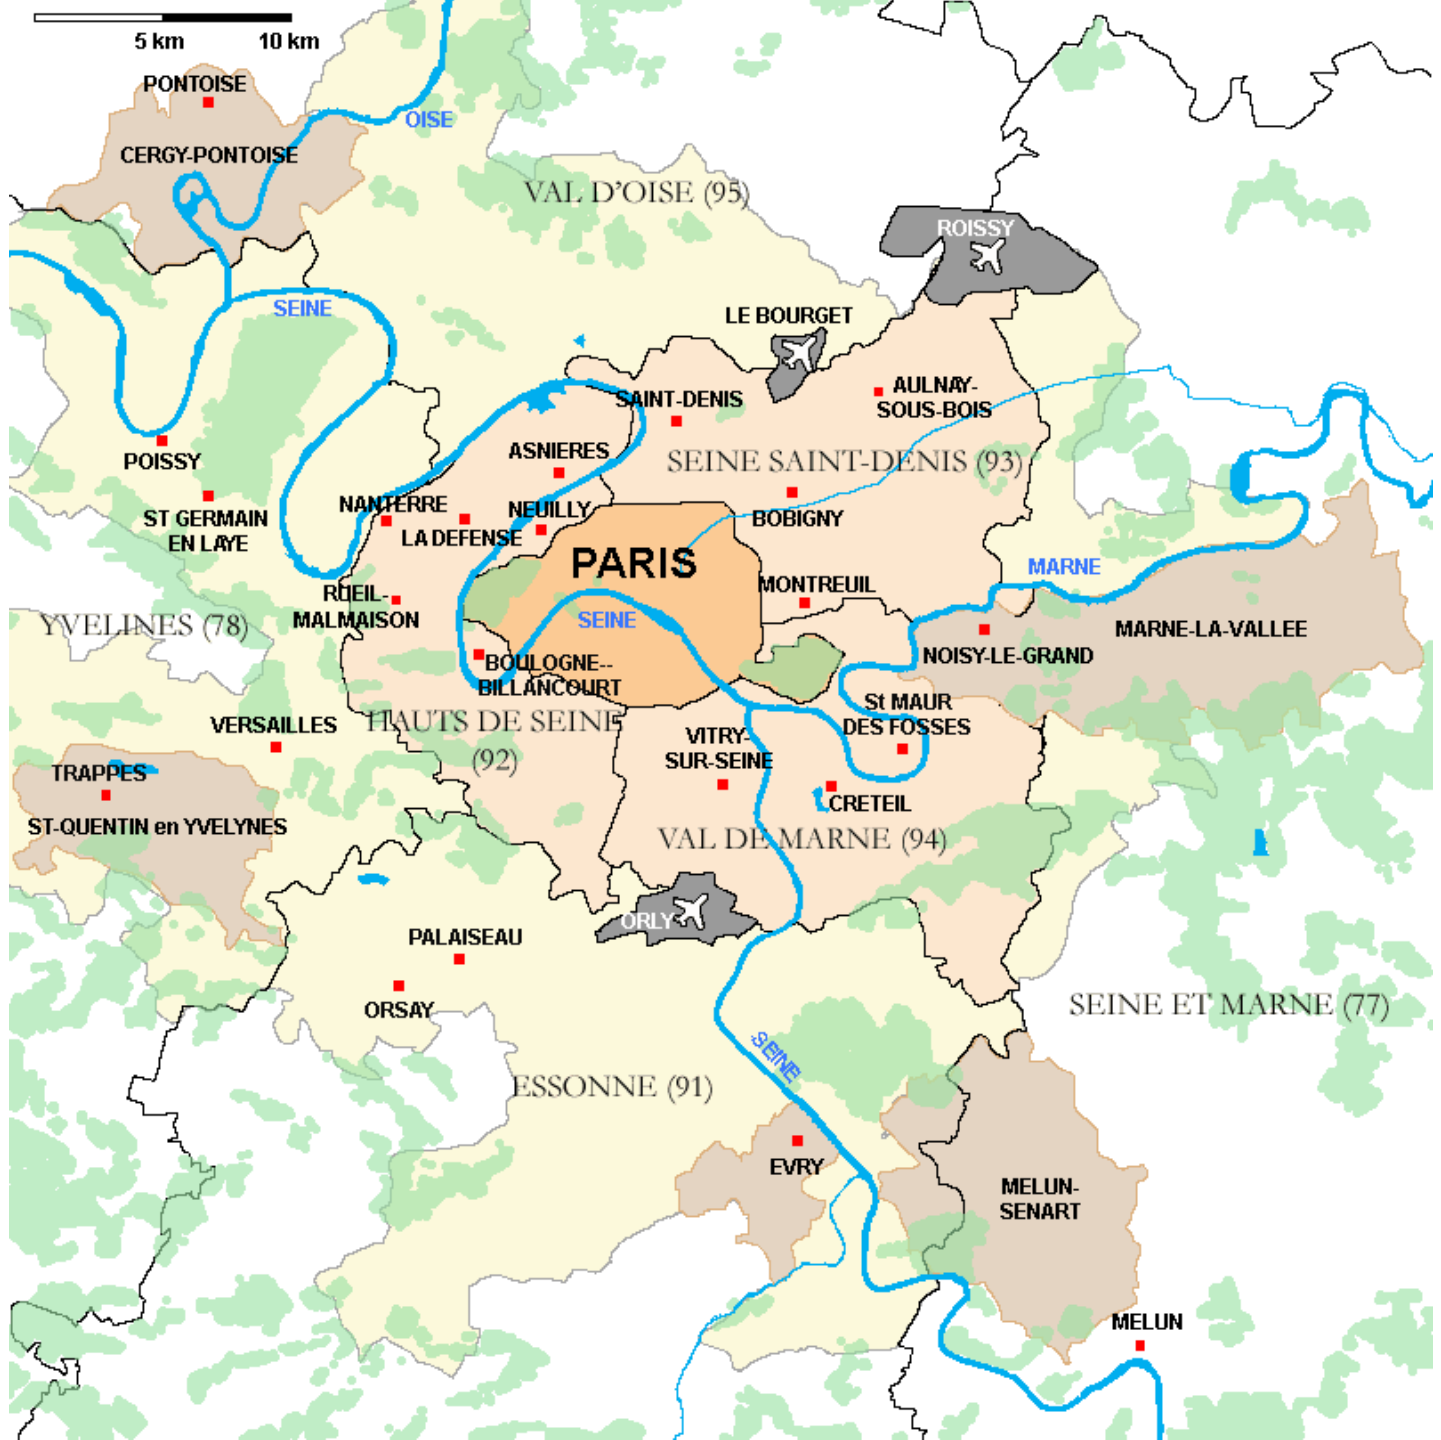 5 km
10 km
PONTOISE
OISE
CERGY-PONTOISE
VAL D'OISE (95)
ROISSY
SEINE
LE BOURGET
AULNAY-
SOUS-BOIS
SAINT-DENIS
ASNIERES
SEINE SAINT-DENIS (93)
POISSY
NANTERRE
NEUILLY
BOBIGNY
ST GERMAIN
EN LAYE
LA DEFENSE
PARIS
MARNE
MONTREUIL
RUEIL-
MALMAISON
SEINE
YVELINES (78)
MARNE-LA-VALLEE
NOISY-LE-GRAND
BOULOGNE--
BILLANCOURT
St MAUR
DES FOSSES
VERSAILLES
HAUTS DE SEINE
(92)
VITRY-
SUR-SEINE
TRAPPES
CRETEIL
ST-QUENTIN en YVELYNES
VAL DE MARNE (94)
ORLY
PALAISEAU
ORSAY
SEINE ET MARNE (77)
SEINE
ESSONNE (91)
EVRY
MELUN-
SENART
MELUN